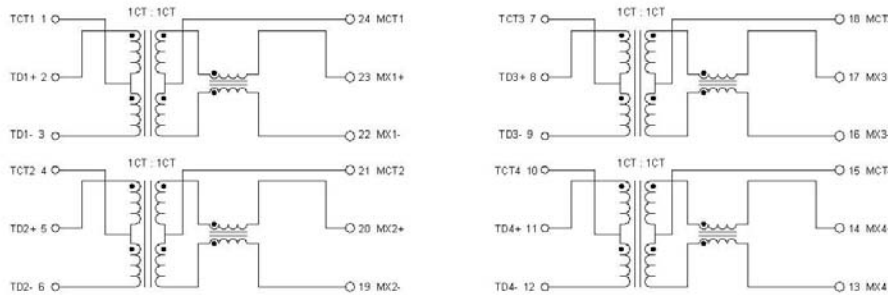 TCT1 1
1CT : 1CT
24 MCT1
TD1+ 2
23 MX1+
TD1- 3
22 MX1-
TCT2 4
1CT : 1CT
21 MCT2
TD2+ 5
20 MX2+
TD2- 6
19 MX2-
TCT3 7
1CT : 1CT
18 MCT
TD3+ 8
17 MX3
TD3- 9
16 MX3-
TCT4 10
1CT : 1CT
15 MCT
TD4+ 11
14 MX4
TD4- 12
13 MX4